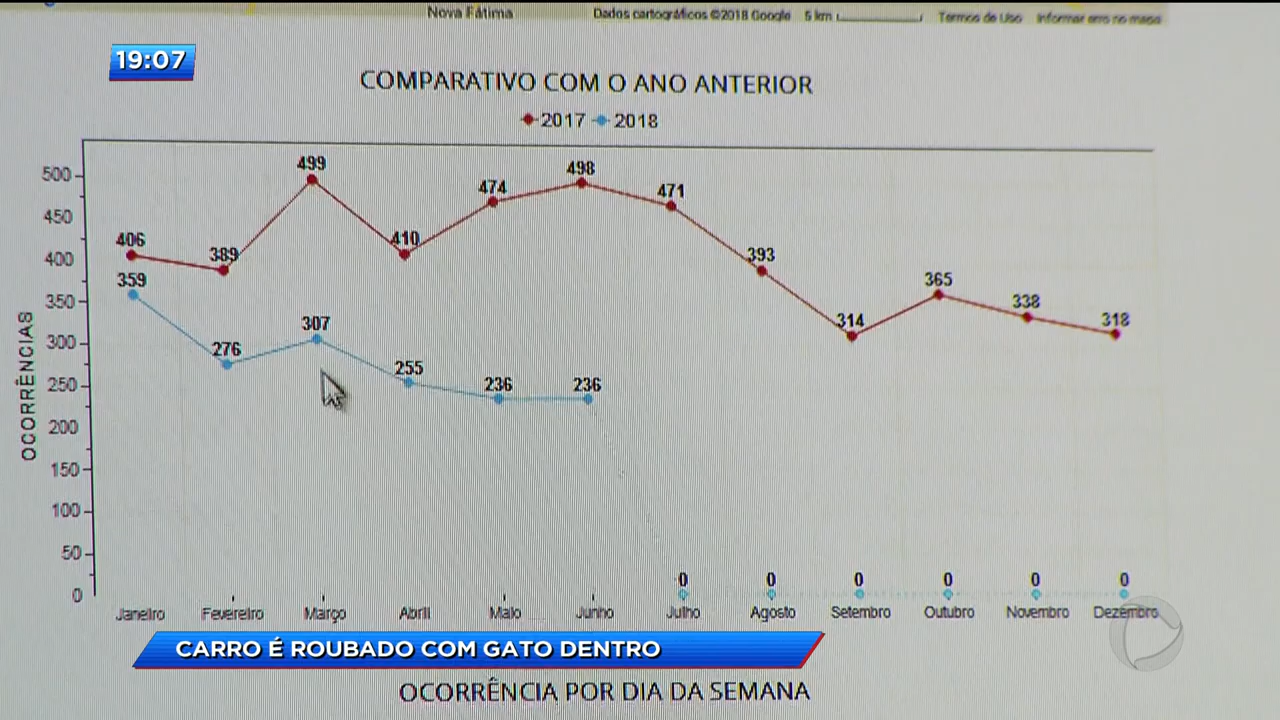 Nova Fátima Dados cartográficos ©2018 Google 5 km Termos de Uso Informar erro no mapa
19:07
COMPARATIVO COM O ANO ANTERIOR
2017 2018
500
450
400
350
300
250
200
150
100
50
0
OCORRÊNCIAS
406 389 499 410 474 498 471 393 314 365 338 318
359 276 307 255 236 236 0 0 0 0 0 0
Janeiro Fevereiro Março Abril Maio Junho Julho Agosto Setembro Outubro Novembro Dezembro
CARRO É ROUBADO COM GATO DENTRO
OCORRÊNCIA POR DIA DA SEMANA